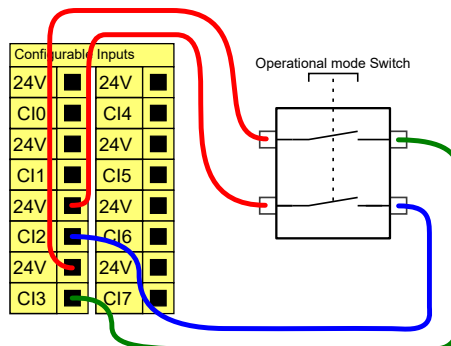 Configurable Inputs
Operational mode Switch
24V 24V
CI0 CI4
24V 24V
CI1 CI5
24V 24V
CI2 CI6
24V 24V
CI3 CI7